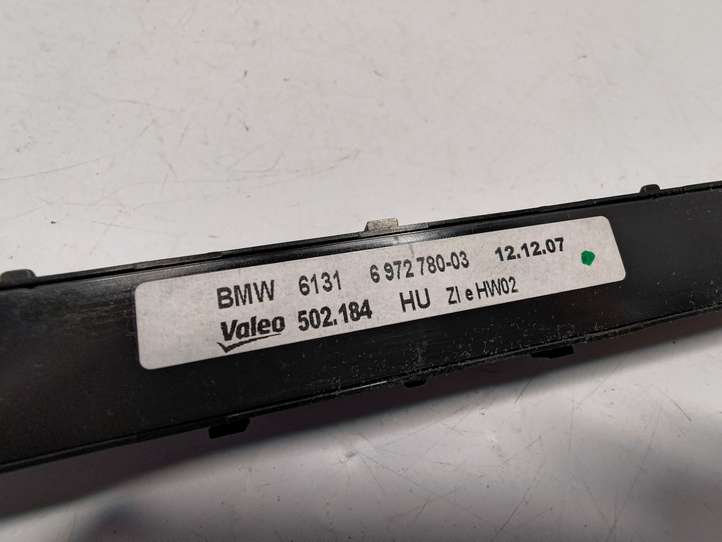 BMW 6131 6 972 780-03 12.12.07
Valeo 502.184 HU ZI e HW02